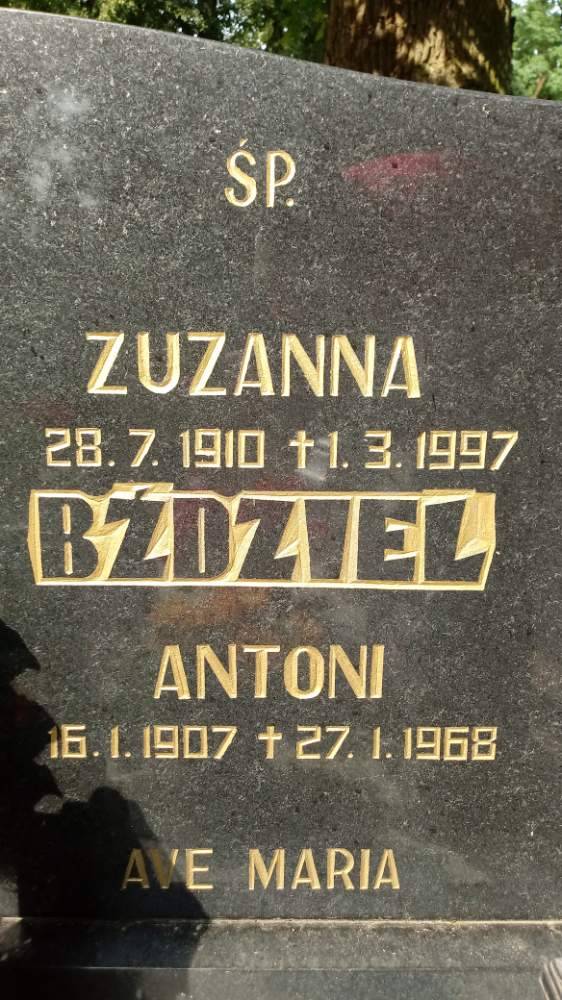 ŚP.
ZUZANNA
28. 7. 1910 † 1. 3. 1997
BŹDZIEL
ANTONI
16. 1. 1907 † 27. 1. 1968
AVE MARIA